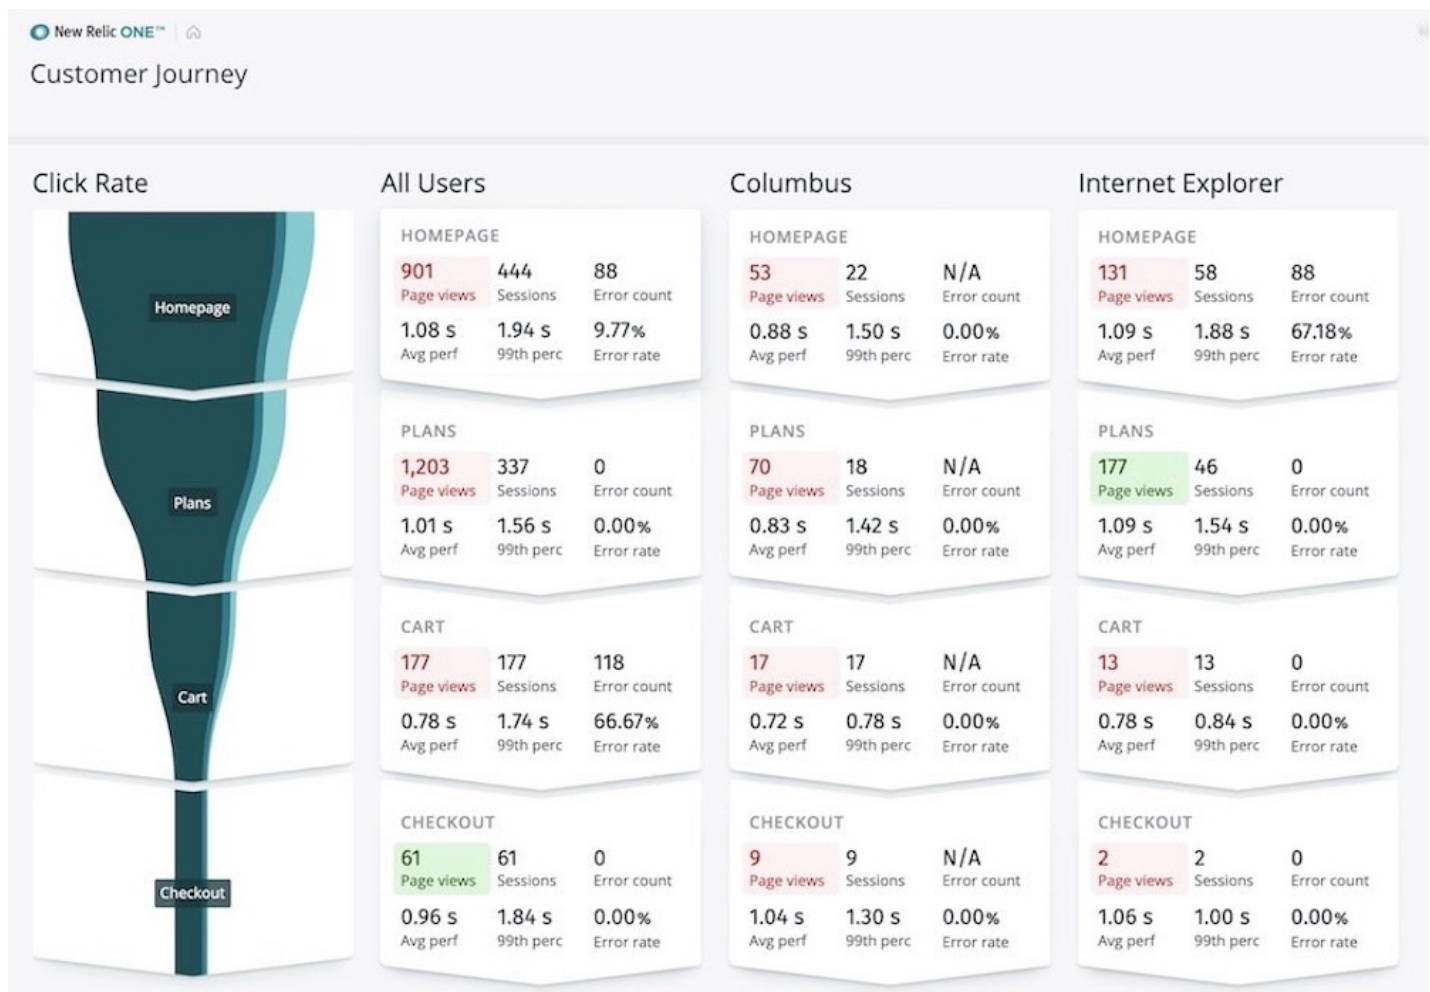 New Relic ONE™
Customer Journey
Click Rate
Homepage
Plans
Cart
Checkout
All Users
HOMEPAGE
901 444 88
Page views Sessions Error count
1.08 s 1.94 s 9.77%
Avg perf 99th perc Error rate
PLANS
1,203 337 0
Page views Sessions Error count
1.01 s 1.56 s 0.00%
Avg perf 99th perc Error rate
CART
177 177 118
Page views Sessions Error count
0.78 s 1.74 s 66.67%
Avg perf 99th perc Error rate
CHECKOUT
61 61 0
Page views Sessions Error count
0.96 s 1.84 s 0.00%
Avg perf 99th perc Error rate
Columbus
HOMEPAGE
53 22 N/A
Page views Sessions Error count
0.88 s 1.50 s 0.00%
Avg perf 99th perc Error rate
PLANS
70 18 N/A
Page views Sessions Error count
0.83 s 1.42 s 0.00%
Avg perf 99th perc Error rate
CART
17 17 N/A
Page views Sessions Error count
0.72 s 0.78 s 0.00%
Avg perf 99th perc Error rate
CHECKOUT
9 9 N/A
Page views Sessions Error count
1.04 s 1.30 s 0.00%
Avg perf 99th perc Error rate
Internet Explorer
HOMEPAGE
131 58 88
Page views Sessions Error count
1.09 s 1.88 s 67.18%
Avg perf 99th perc Error rate
PLANS
177 46 0
Page views Sessions Error count
1.09 s 1.54 s 0.00%
Avg perf 99th perc Error rate
CART
13 13 0
Page views Sessions Error count
0.78 s 0.84 s 0.00%
Avg perf 99th perc Error rate
CHECKOUT
2 2 0
Page views Sessions Error count
1.06 s 1.00 s 0.00%
Avg perf 99th perc Error rate